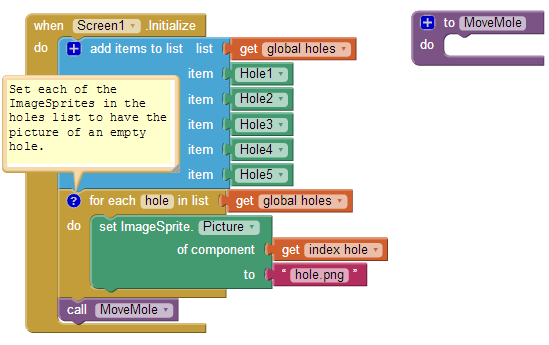 when Screen1 .Initialize
do add items to list list get global holes
item Hole1
item Hole2
item Hole3
item Hole4
item Hole5
Set each of the
ImageSprites in the
holes list to have the
picture of an empty
hole.
? for each hole in list get global holes
do set ImageSprite. Picture
of component get index hole
to “ hole.png ”
call MoveMole
to MoveMole
do